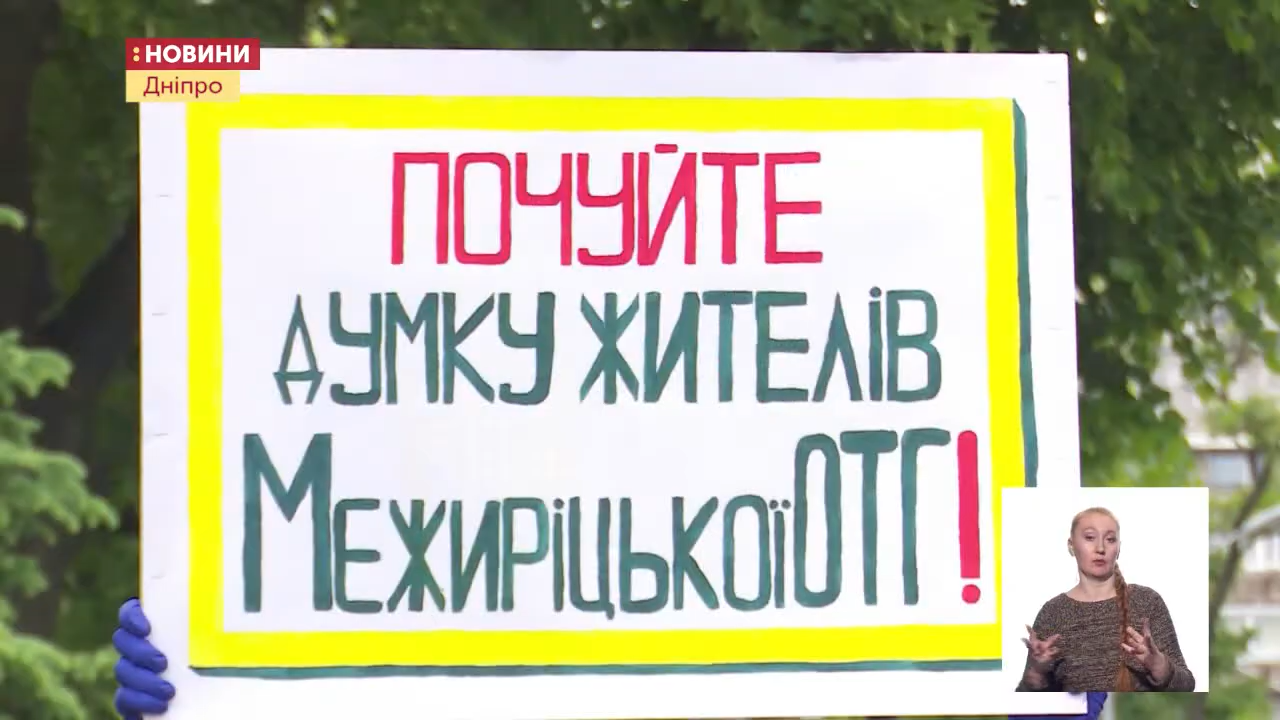 :НОВИНИ
Дніпро
ПОЧУЙТЕ
ДУМКУ ЖИТЕЛІВ
МЕЖИРІЦЬКОЇ ОТГ!